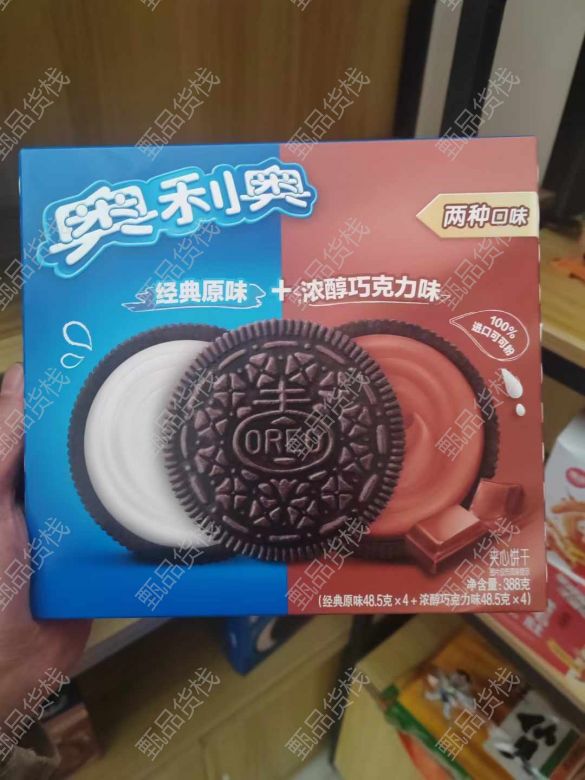 奥利奥
两种口味
经典原味 + 浓醇巧克力味
100%
进口可可粉
OREO
夹心饼干
净含量:388克
(经典原味48.5克×4+浓醇巧克力味48.5克×4)
甄品货栈